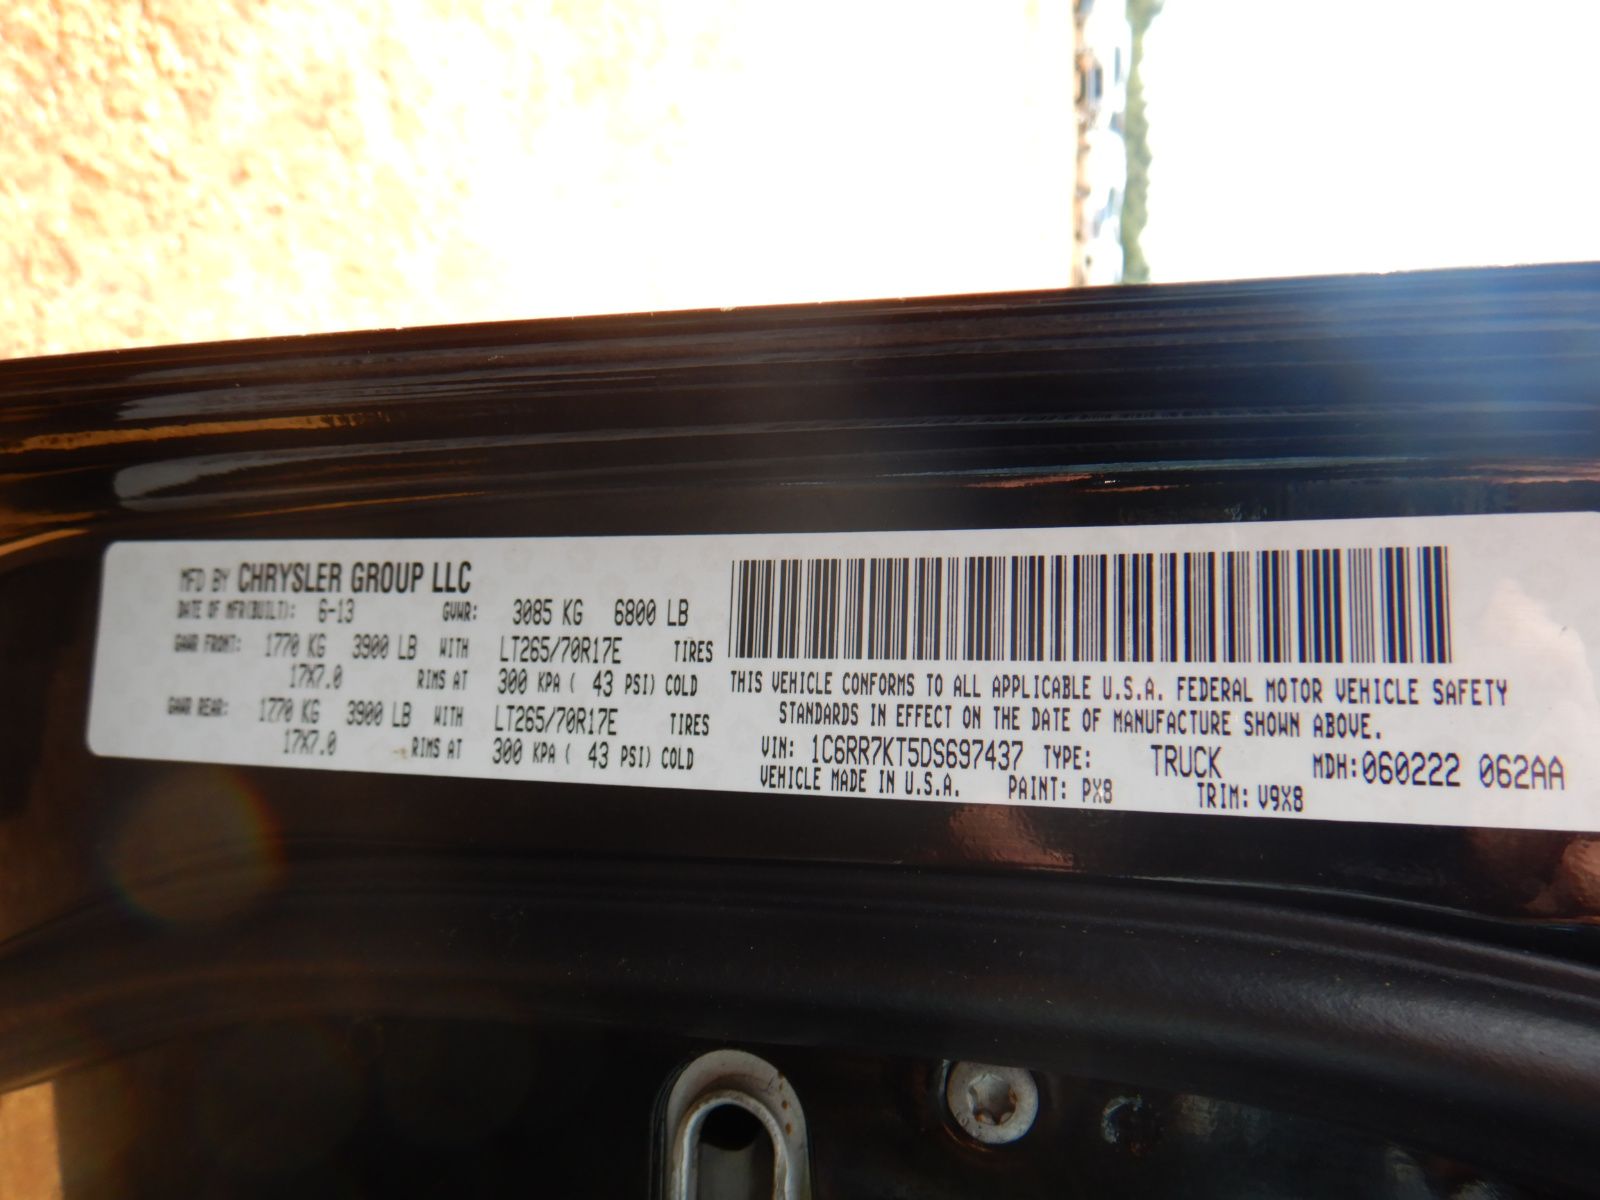 MFD BY CHRYSLER GROUP LLC
DATE OF MFR(BUILT): 6-13 GVWR: 3085 KG 6800 LB
GAWR FRONT: 1770 KG 3900 LB WITH LT265/70R17E TIRES
17X7.0 RIMS AT 300 KPA ( 43 PSI) COLD
GAWR REAR: 1770 KG 3900 LB WITH LT265/70R17E TIRES
17X7.0 RIMS AT 300 KPA ( 43 PSI) COLD
THIS VEHICLE CONFORMS TO ALL APPLICABLE U.S.A. FEDERAL MOTOR VEHICLE SAFETY
STANDARDS IN EFFECT ON THE DATE OF MANUFACTURE SHOWN ABOVE.
VIN: 1C6RR7KT5DS697437 TYPE: TRUCK MDH:060222 062AA
VEHICLE MADE IN U.S.A. PAINT: PX8 TRIM: V9X8